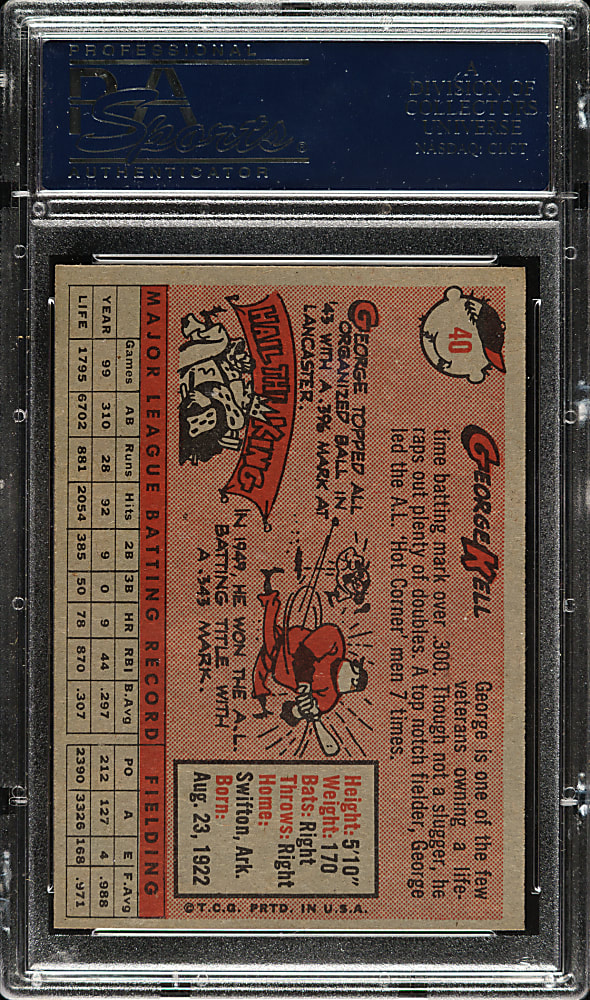 PROFESSIONAL
PSA
Sports
AUTHENTICATOR
A
DIVISION OF
COLLECTORS
UNIVERSE
NASDAQ: CLCT
40
GEORGE KELL
George is one of the few
veterans owning a life-
time batting mark over .300. Though not a slugger, he
raps out plenty of doubles. A top notch fielder, George
led the A.L. 'Hot Corner' men 7 times.
GEORGE TOPPED ALL
ORGANIZED BALL IN
'43 WITH A .396 MARK AT
LANCASTER.
HAIL TH' KING
IN 1949, HE WON THE A.L.
BATTING TITLE WITH
A .343 MARK.
Height: 5'10"
Weight: 170
Bats: Right
Throws: Right
Home:
Swifton, Ark.
Born:
Aug 23, 1922
MAJOR LEAGUE BATTING RECORD FIELDING
Games AB Runs Hits 2B 3B HR RBI B.Avg PO A E F.Avg
YEAR 99 310 28 92 9 0 9 44 .297 212 127 4 .988
LIFE 1795 6702 881 2054 385 50 78 870 .307 2390 3326 168 .971
©T.C.G. PRTD. IN U.S.A.